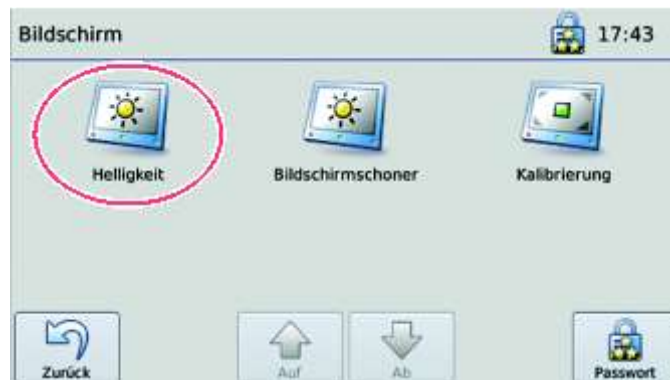 Bildschirm 17:43
Helligkeit Bildschirmschoner Kalibrierung
Zurück Auf Ab Passwort